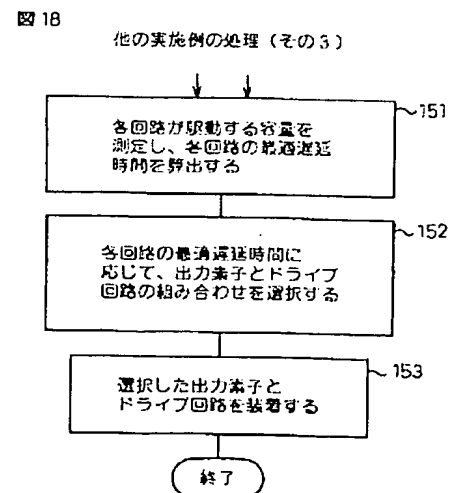 図18
他の実施例の処理（その3）
151
各回路が駆動する容量を
測定し、各回路の最適遅延
時間を算出する
152
各回路の最適遅延時間に
応じて、出力素子とドライブ
回路の組み合わせを選択する
153
選択した出力素子と
ドライブ回路を装着する
終了